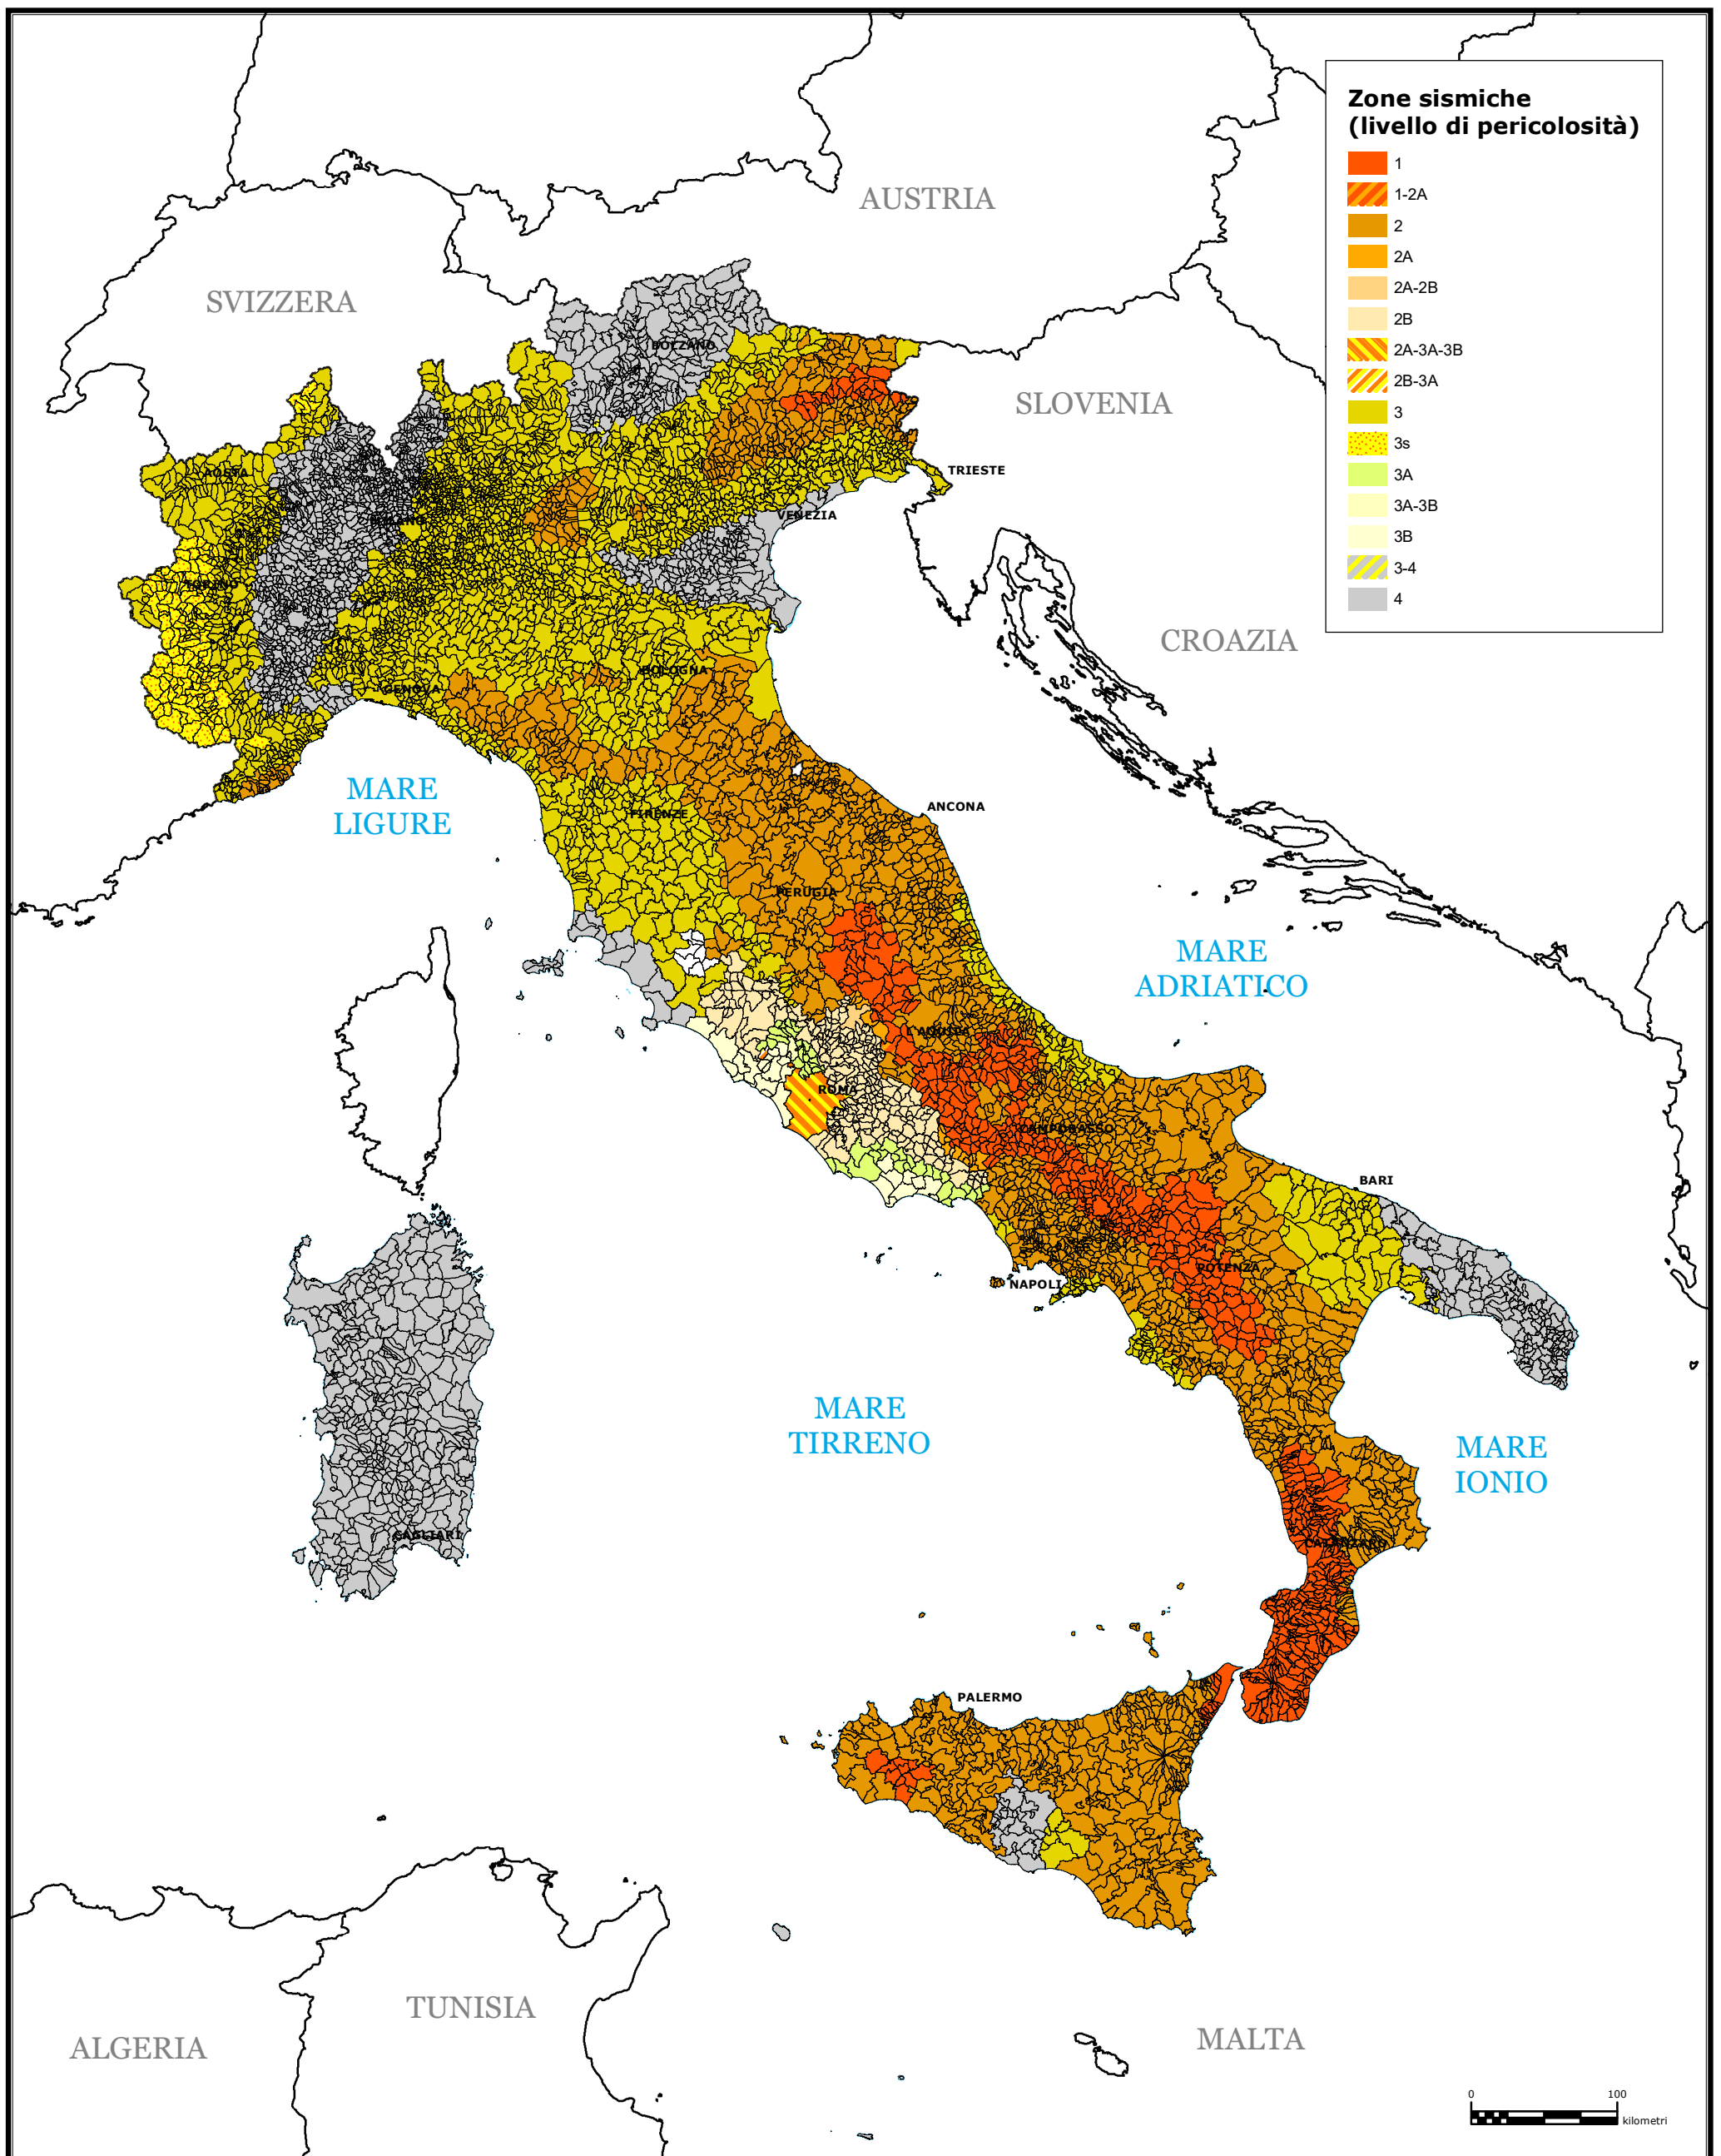 Zone sismiche
(livello di pericolosità)
1
1-2A
2
2A
2A-2B
2B
2A-3A-3B
2B-3A
3
3s
3A
3A-3B
3B
3-4
4
AUSTRIA
SVIZZERA
BOLZANO
SLOVENIA
AOSTA
TRIESTE
MILANO
VENEZIA
TORINO
CROAZIA
BOLOGNA
GENOVA
MARE
LIGURE
ANCONA
FIRENZE
PERUGIA
MARE
ADRIATICO
L'AQUILA
ROMA
CAMPOBASSO
BARI
POTENZA
NAPOLI
MARE
TIRRENO
MARE
IONIO
CAGLIARI
CATANZARO
PALERMO
TUNISIA
ALGERIA
MALTA
0 100
kilometri